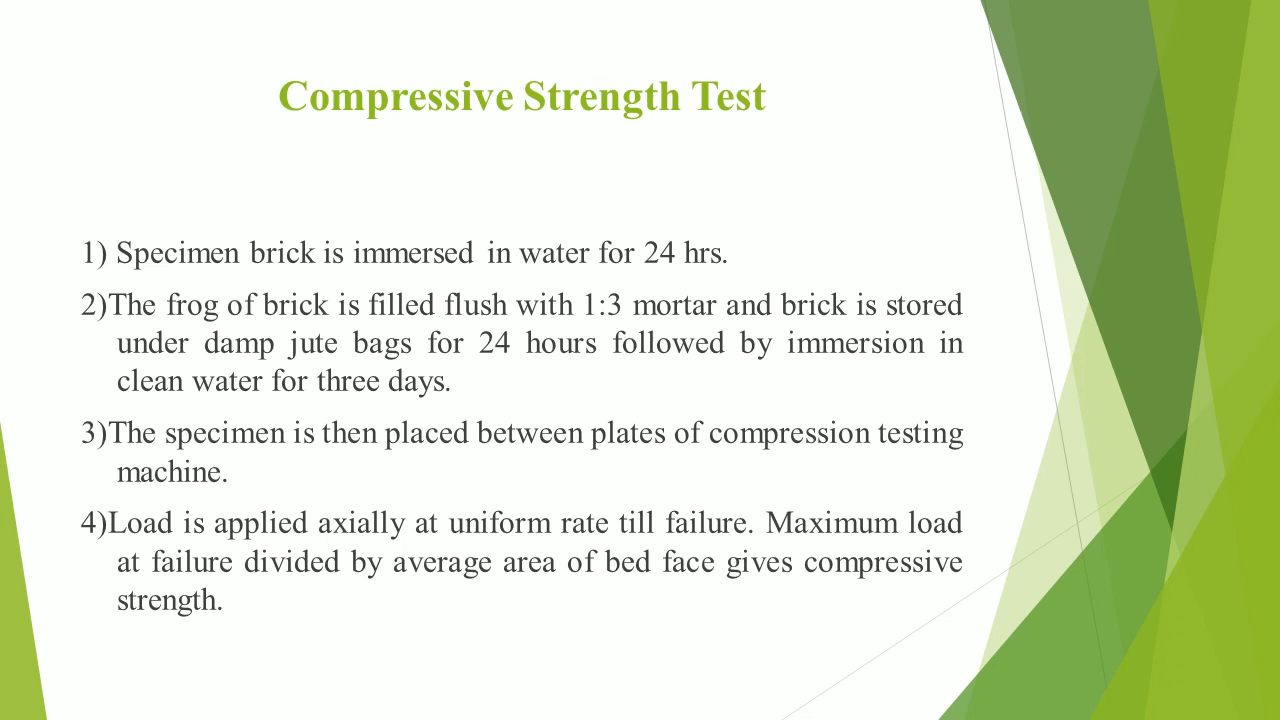 Compressive Strength Test
1) Specimen brick is immersed in water for 24 hrs.
2)The frog of brick is filled flush with 1:3 mortar and brick is stored
under damp jute bags for 24 hours followed by immersion in
clean water for three days.
3)The specimen is then placed between plates of compression testing
machine.
4)Load is applied axially at uniform rate till failure. Maximum load
at failure divided by average area of bed face gives compressive
strength.